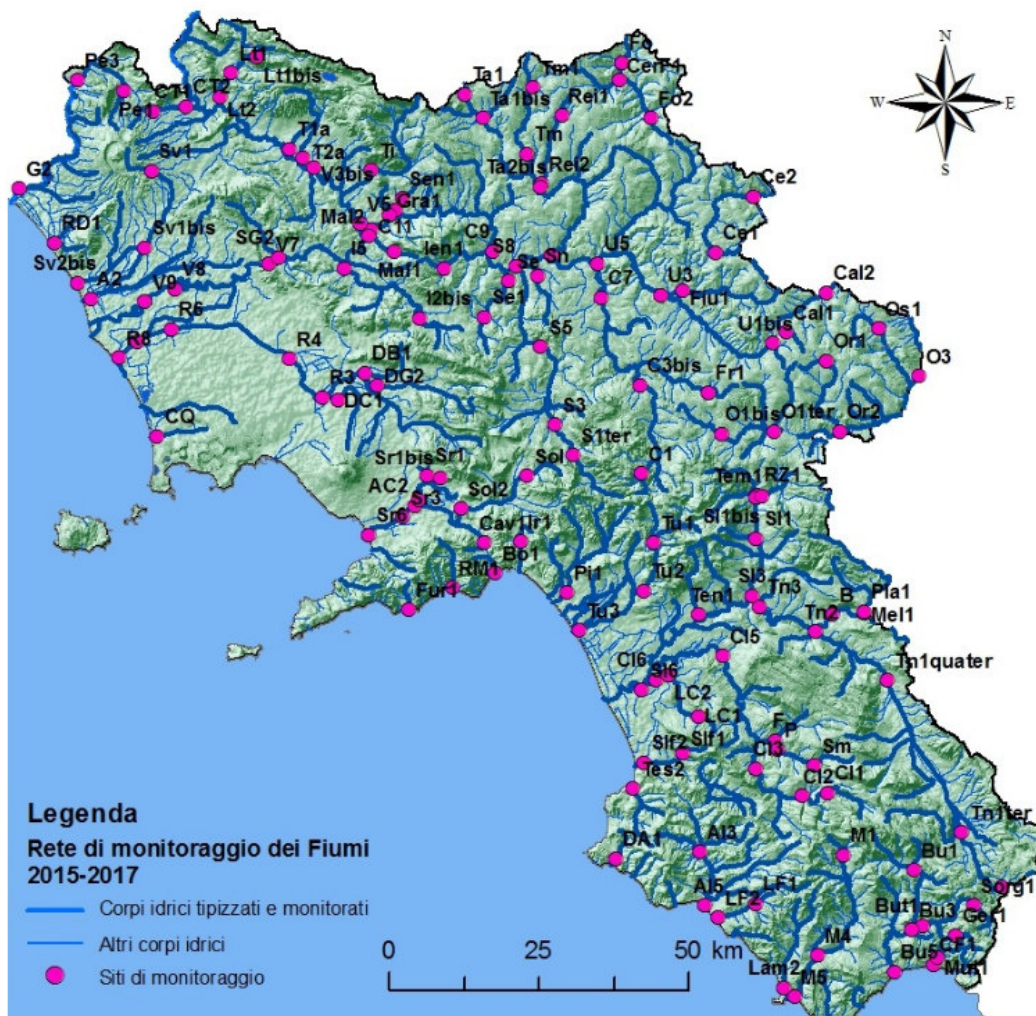 N
W
E
S
Fo
Lt1
Pe3
Lt1bis
Cerr1
Ta1
Tm1
CT2
CT1
Ta1bis
Rei1
Pe1
Lt2
Fo2
T1a
Tm
T2a
Ti
Sv1
V3bis
Ta2bis
Rei2
G2
Sen1
Ce2
V5
Gra1
Mal2
C11
RD1
Sv1bis
C9
S8
Ce1
SG2
V7
I5
Ien1
Sn
U5
Sv2bis
Maf1
Se
A2
V8
C7
U3
Cal2
V9
I2bis
Se1
Fiu1
R6
U1bis
Cal1
Os1
R8
S5
Or1
R4
DB1
O3
R3
DG2
C3bis
Fr1
DC1
CQ
S3
O1bis
O1ter
Or2
S1ter
Sr1bis
Sr1
Sol
C1
AC2
Sol2
Tem1
RZ1
Sr3
Sr6
Cav1
Ir1
Tu1
Sl1bis
Sl1
Bo1
RM1
Pi1
Tu2
Sl3
Fur1
Tu3
Ten1
Tn3
B
Pla1
Tn2
Mel1
Cl5
Cl6
Sl6
Tn1quater
LC2
LC1
F
P
Slf1
Slf2
Cl3
Sm
Tes2
Cl2
Cl1
Legenda
Rete di monitoraggio dei Fiumi
2015-2017
Tn1ter
DA1
Al3
M1
Bu1
Corpi idrici tipizzati e monitorati
Al5
LF1
Sorg1
LF2
But1
Bu3
Ger1
Altri corpi idrici
0 25 50 km
M4
Bu5
CF1
Siti di monitoraggio
Lam2
M5
Mut1